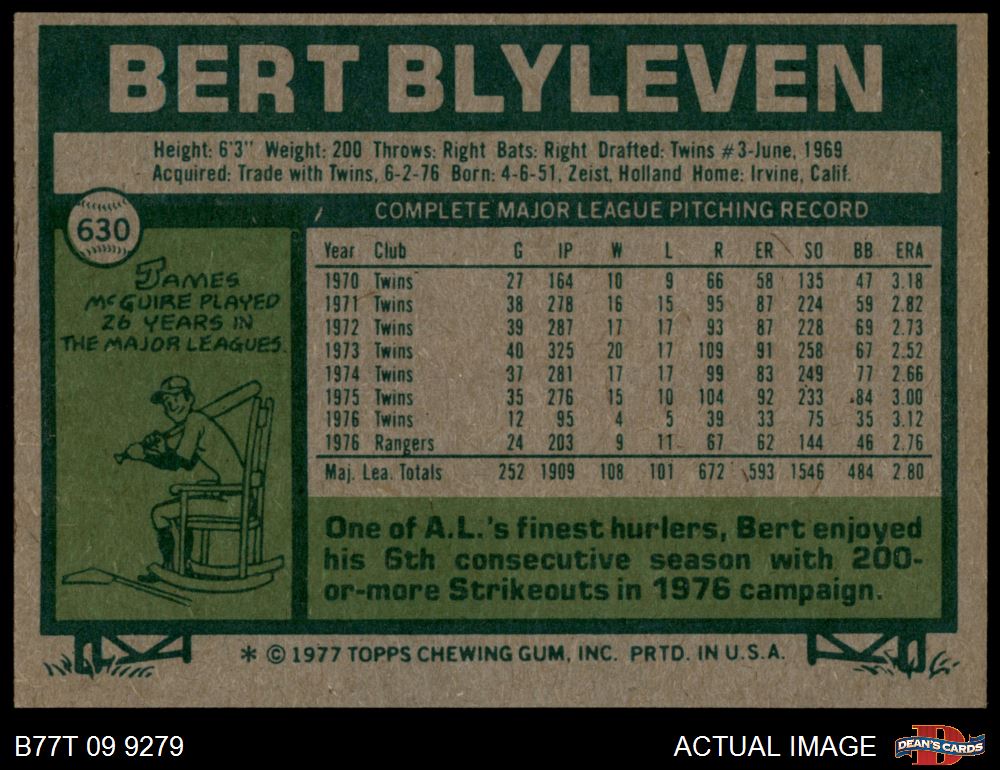 BERT BLYLEVEN
Height: 6'3" Weight: 200 Throws: Right Bats: Right Drafted: Twins #3-June, 1969
Acquired: Trade with Twins, 6-2-76 Born: 4-6-51, Zeist, Holland Home: Irvine, Calif.
630
JAMES
MCGUIRE PLAYED
26 YEARS IN
THE MAJOR LEAGUES.
COMPLETE MAJOR LEAGUE PITCHING RECORD
Year Club G IP W L R ER SO BB ERA
1970 Twins 27 164 10 9 66 58 135 47 3.18
1971 Twins 38 278 16 15 95 87 224 59 2.82
1972 Twins 39 287 17 17 93 87 228 69 2.73
1973 Twins 40 325 20 17 109 91 258 67 2.52
1974 Twins 37 281 17 17 99 83 249 77 2.66
1975 Twins 35 276 15 10 104 92 233 84 3.00
1976 Twins 12 95 4 5 39 33 75 35 3.12
1976 Rangers 24 203 9 11 67 62 144 46 2.76
Maj. Lea. Totals 252 1909 108 101 672 593 1546 484 2.80
One of A.L.'s finest hurlers, Bert enjoyed
his 6th consecutive season with 200-
or-more Strikeouts in 1976 campaign.
* © 1977 TOPPS CHEWING GUM, INC. PRTD. IN U.S.A.
B77T 09 9279
ACTUAL IMAGE
D
DEAN'S CARDS